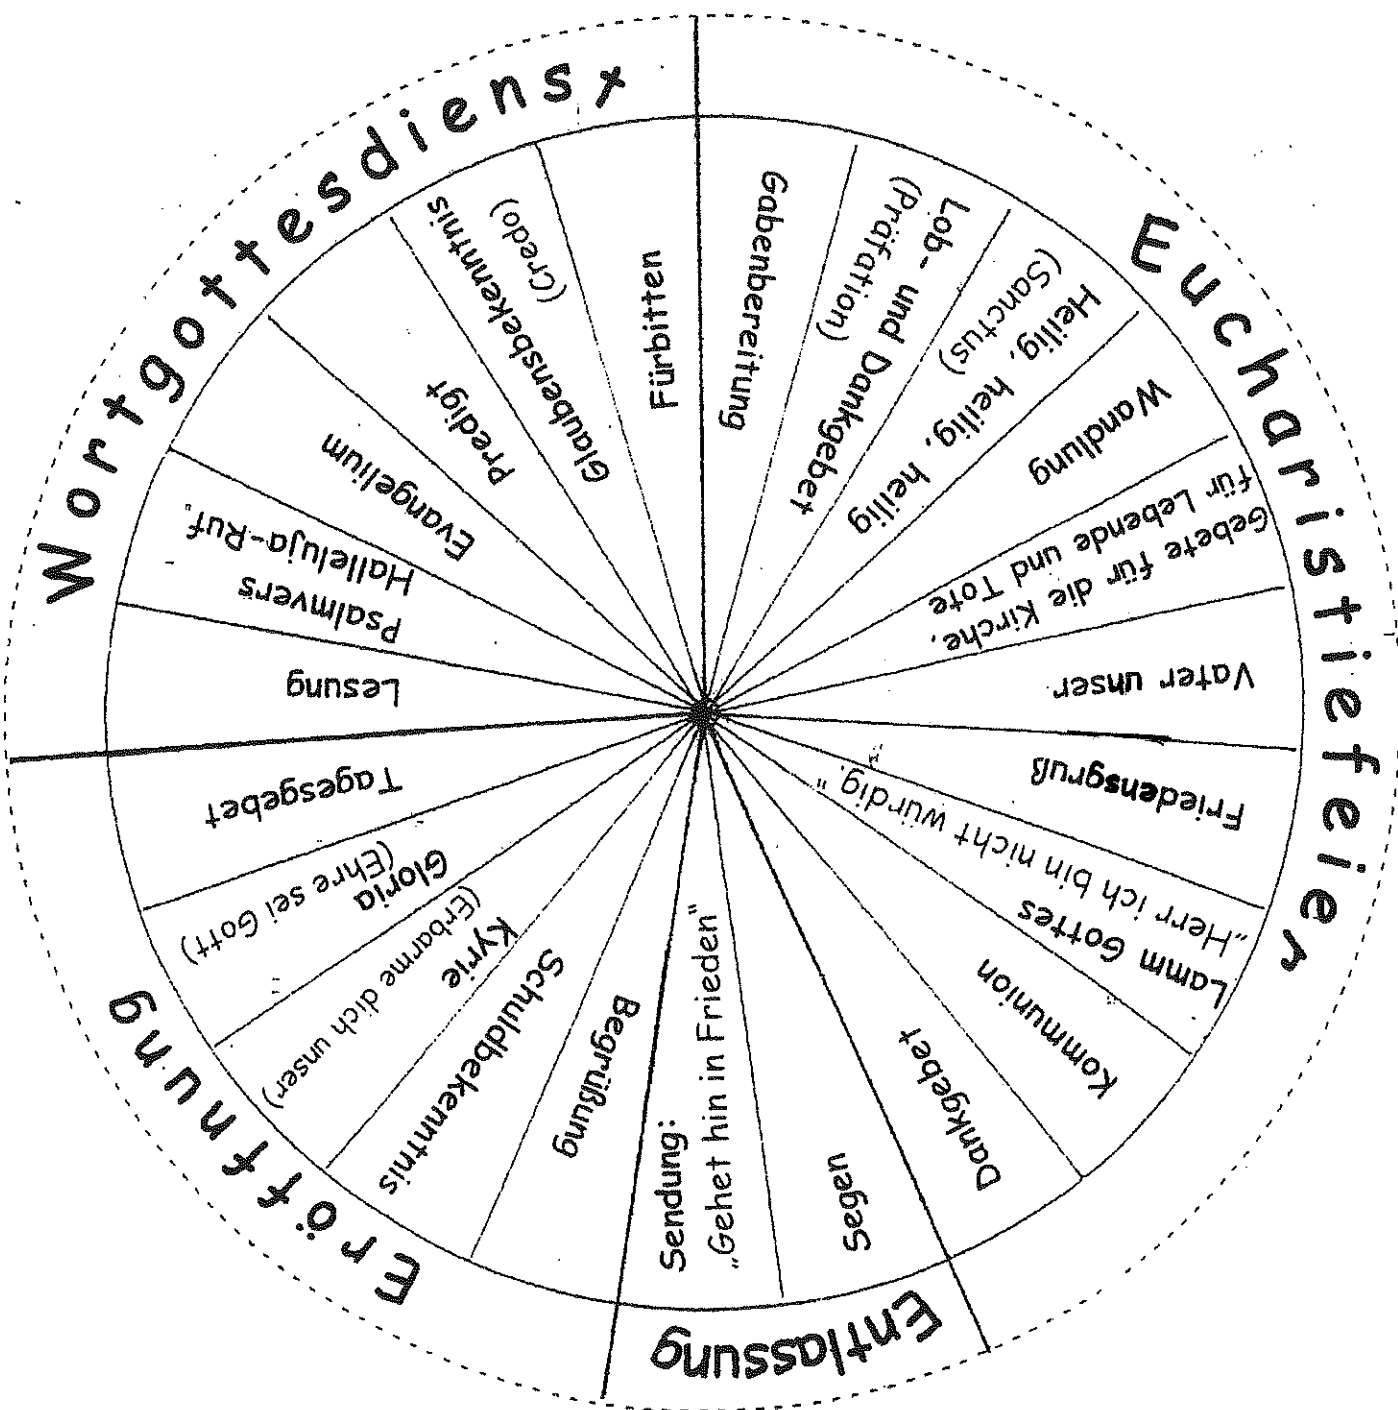 Eröffnung
Begrüßung
Schuldbekenntnis
Kyrie
(Erbarme dich unser)
Gloria
(Ehre sei Gott)
Tagesgebet
Wortgottesdienst
Lesung
Psalmvers
Halleluja-Ruf
Evangelium
Predigt
Glaubensbekenntnis
(Credo)
Fürbitten
Eucharistiefeier
Gabenbereitung
Lob- und Dankgebet
(Präfation)
Heilig, heilig, heilig
(Sanctus)
Wandlung
Gebete für die Kirche,
für Lebende und Tote
Vater unser
Friedensgruß
Lamm Gottes
„Herr ich bin nicht würdig."
Kommunion
Dankgebet
Entlassung
Segen
Sendung:
„Gehet hin in Frieden"